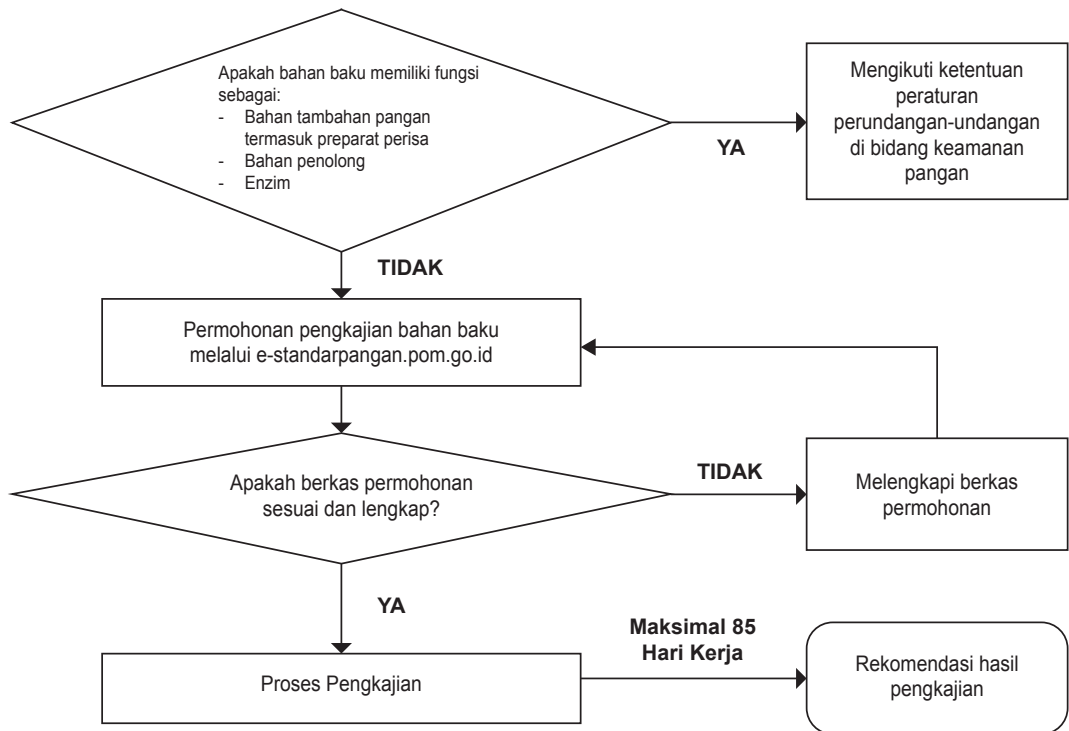 Apakah bahan baku memiliki fungsi
sebagai:
- Bahan tambahan pangan
termasuk preparat perisa
- Bahan penolong
- Enzim
YA
Mengikuti ketentuan
peraturan
perundangan-undangan
di bidang keamanan
pangan
TIDAK
Permohonan pengkajian bahan baku
melalui e-standarpangan.pom.go.id
Apakah berkas permohonan
sesuai dan lengkap?
TIDAK
Melengkapi berkas
permohonan
YA
Proses Pengkajian
Maksimal 85
Hari Kerja
Rekomendasi hasil
pengkajian